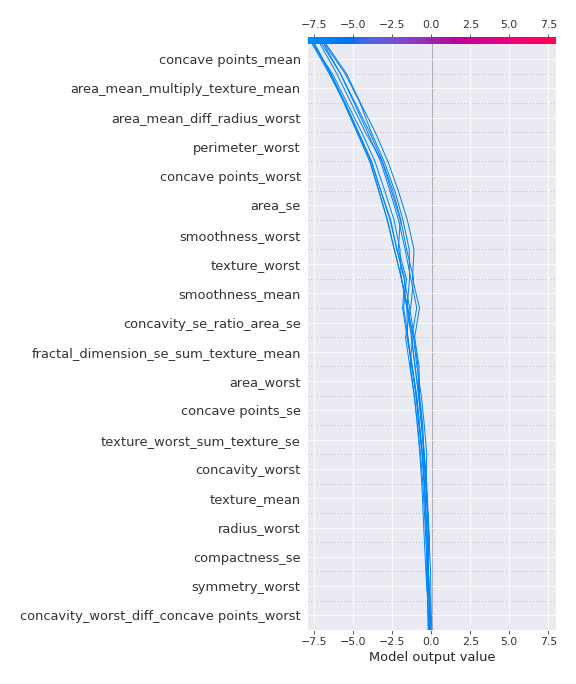 −7.5 −5.0 −2.5 0.0 2.5 5.0 7.5
concave points_mean
area_mean_multiply_texture_mean
area_mean_diff_radius_worst
perimeter_worst
concave points_worst
area_se
smoothness_worst
texture_worst
smoothness_mean
concavity_se_ratio_area_se
fractal_dimension_se_sum_texture_mean
area_worst
concave points_se
texture_worst_sum_texture_se
concavity_worst
texture_mean
radius_worst
compactness_se
symmetry_worst
concavity_worst_diff_concave points_worst
−7.5 −5.0 −2.5 0.0 2.5 5.0 7.5
Model output value